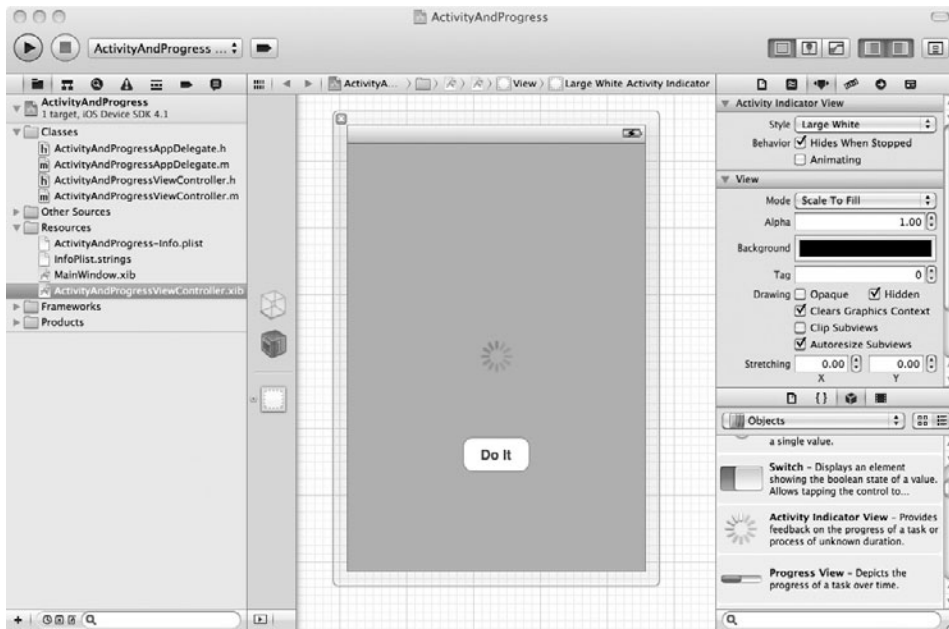 ActivityAndProgress
ActivityAndProgress ...
ActivityA...
View
Large White Activity Indicator
ActivityAndProgress
1 target, iOS Device SDK 4.1
Classes
h ActivityAndProgressAppDelegate.h
m ActivityAndProgressAppDelegate.m
h ActivityAndProgressViewController.h
m ActivityAndProgressViewController.m
Other Sources
Resources
ActivityAndProgress-Info.plist
InfoPlist.strings
MainWindow.xib
ActivityAndProgressViewController.xib
Frameworks
Products
Do It
Activity Indicator View
Style Large White
Behavior Hides When Stopped
Animating
View
Mode Scale To Fill
Alpha 1.00
Background
Tag 0
Drawing Opaque Hidden
Clears Graphics Context
Clip Subviews
Autoresize Subviews
Stretching 0.00 0.00
X Y
{}
Objects
a single value.
Switch – Displays an element
showing the boolean state of a value.
Allows tapping the control to...
Activity Indicator View – Provides
feedback on the progress of a task or
process of unknown duration.
Progress View – Depicts the
progress of a task over time.